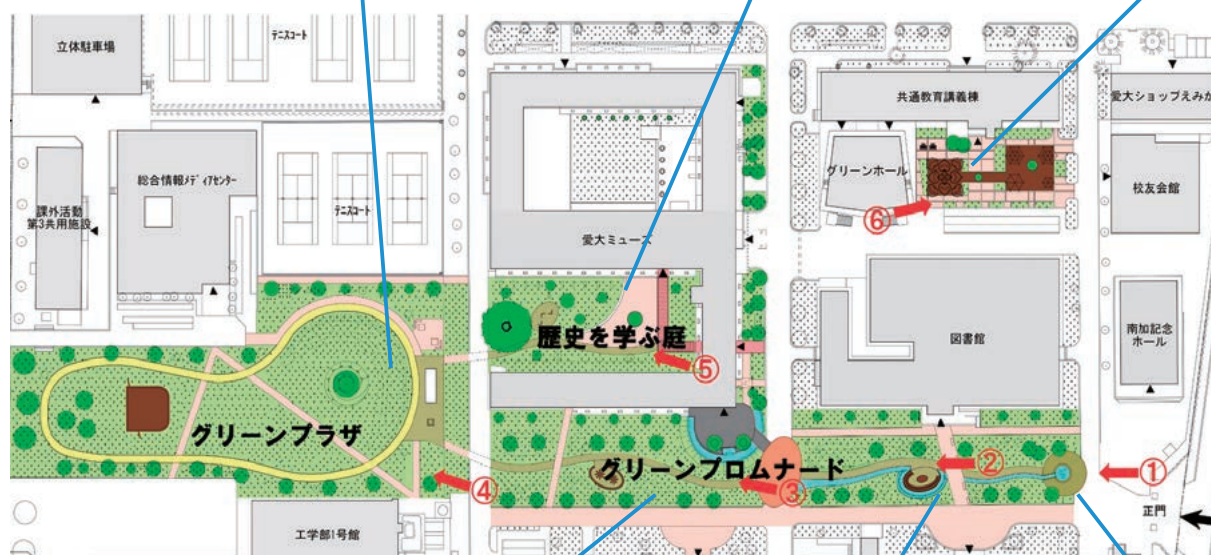 立体駐車場
テニスコート
共通教育講義棟
愛大ショップえみか
総合情報メディアセンター
課外活動
第3共用施設
テニスコート
グリーンホール
校友会館
⑥
愛大ミューズ
歴史を学ぶ庭
⑤
図書館
南加記念
ホール
グリーンプラザ
グリーンプロムナード
②
①
④
③
正門
工学部1号館